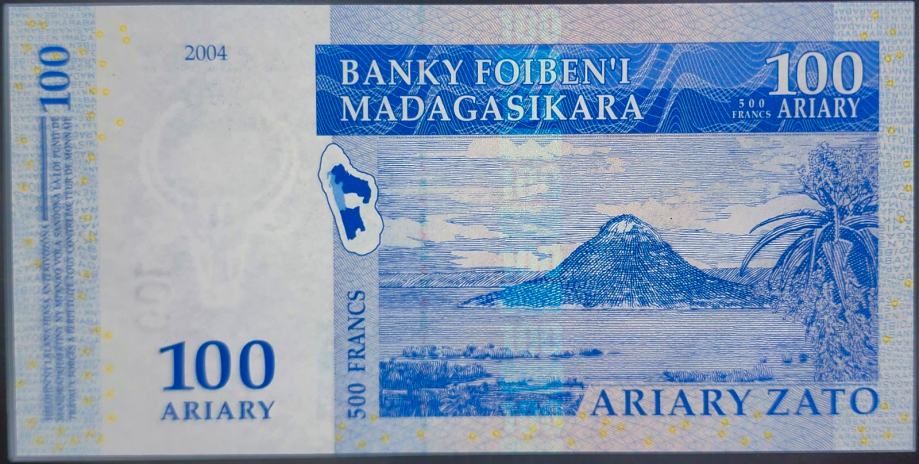 100
2004
BANKY FOIBEN'I
MADAGASIKARA
100
500
FRANCS
ARIARY
500 FRANCS
100
ARIARY
ARIARY ZATO